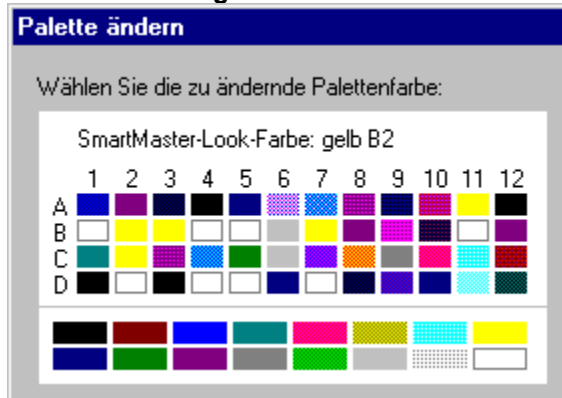 Palette ändern
Wählen Sie die zu ändernde Palettenfarbe:
SmartMaster-Look-Farbe: gelb B2
1 2 3 4 5 6 7 8 9 10 11 12
A
B
C
D